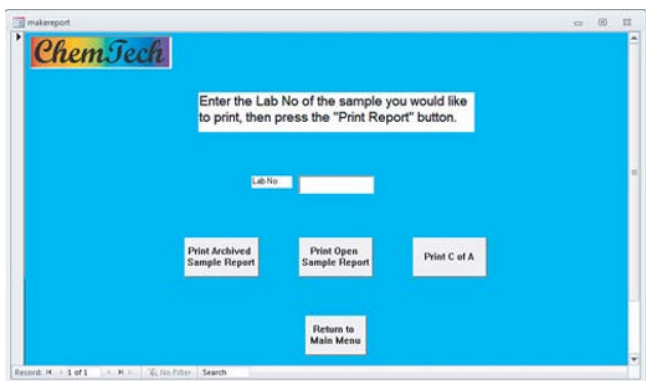 makereport
ChemTech
Enter the Lab No of the sample you would like
to print, then press the "Print Report" button.
Lab No:
Print Archived
Sample Report
Print Open
Sample Report
Print C of A
Return to
Main Menu
Record: 1 of 1 No Filter Search